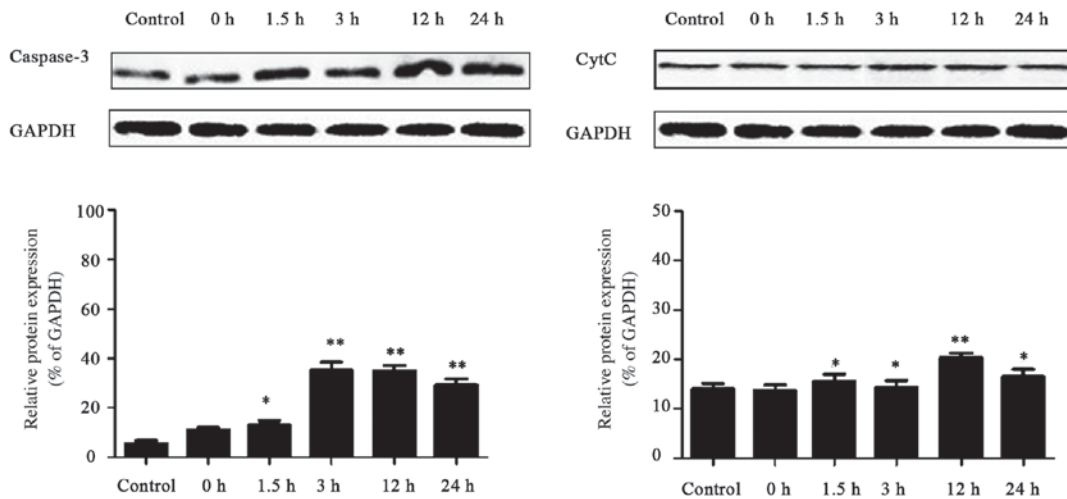 Control 0 h 1.5 h 3 h 12 h 24 h
Caspase-3
GAPDH
Relative protein expression
(% of GAPDH)
100
80
60
40
20
0
*
**
**
**
Control 0 h 1.5 h 3 h 12 h 24 h
Control 0 h 1.5 h 3 h 12 h 24 h
CytC
GAPDH
Relative protein expression
(% of GAPDH)
50
40
30
20
10
0
*
*
**
*
Control 0 h 1.5 h 3 h 12 h 24 h